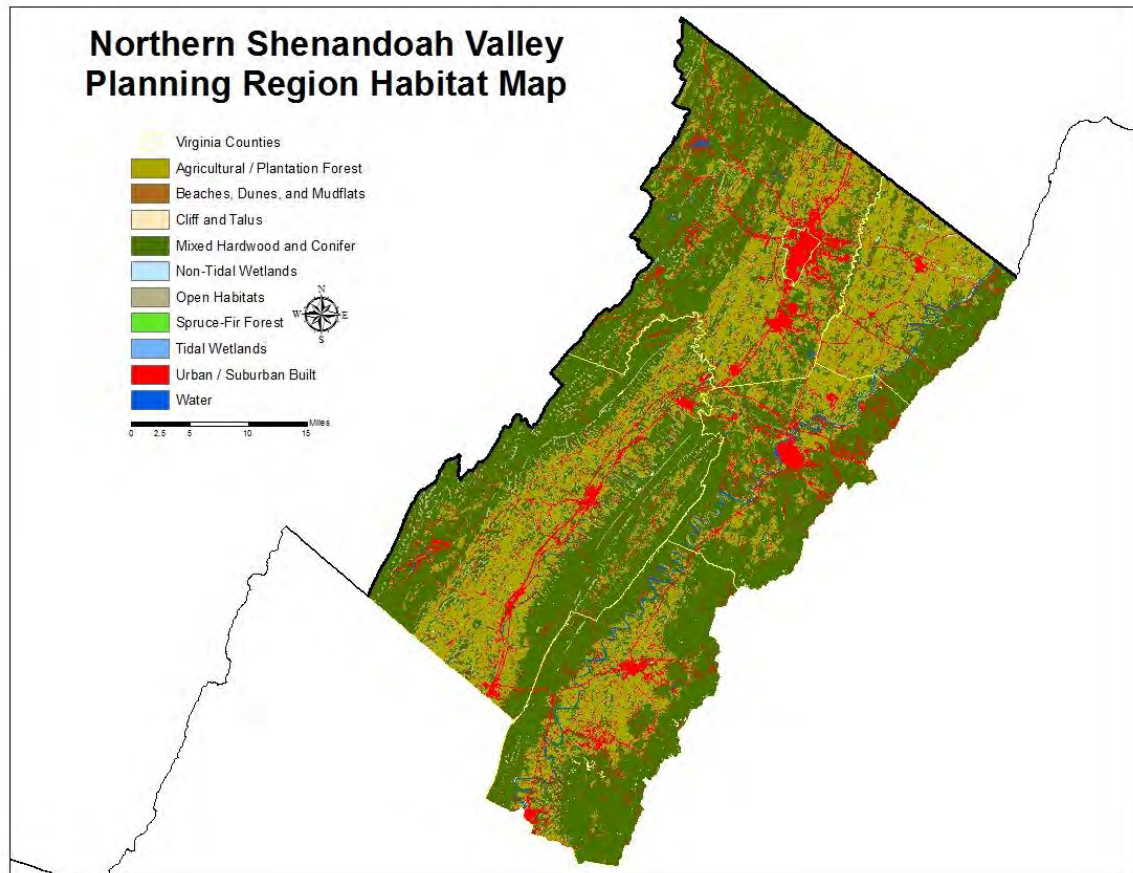 Northern Shenandoah Valley
Planning Region Habitat Map
Virginia Counties
Agricultural / Plantation Forest
Beaches, Dunes, and Mudflats
Cliff and Talus
Mixed Hardwood and Conifer
Non-Tidal Wetlands
Open Habitats
Spruce-Fir Forest
Tidal Wetlands
Urban / Suburban Built
Water
N
W E
S
Miles
0 2.5 5 10 15